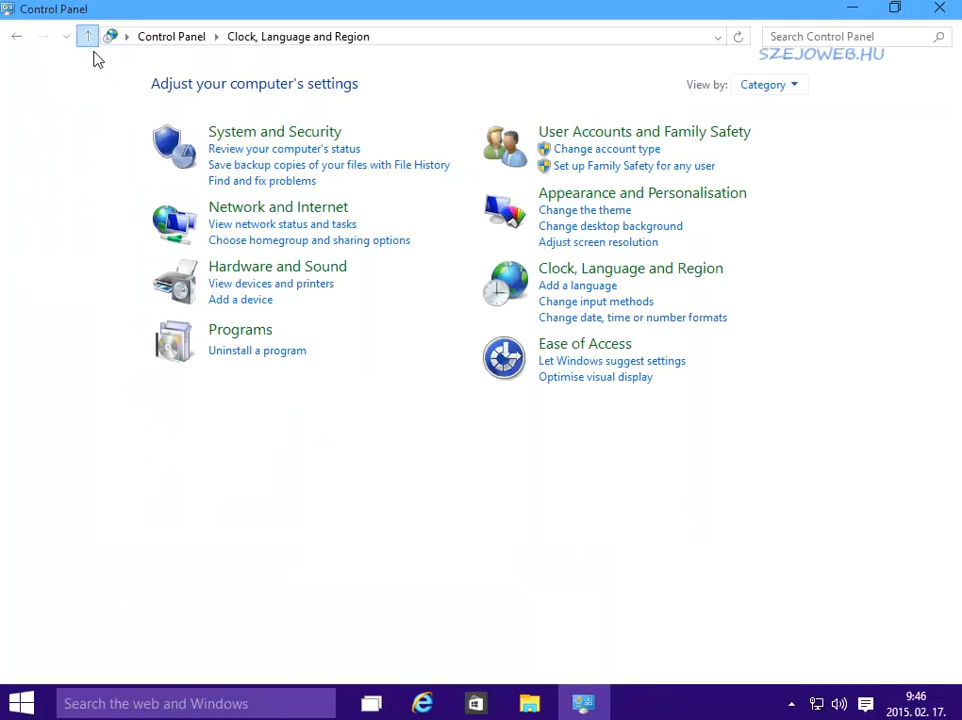 Control Panel
Control Panel Clock, Language and Region
Search Control Panel
SZEJOWEB.HU
Adjust your computer's settings
View by: Category
System and Security
Review your computer's status
Save backup copies of your files with File History
Find and fix problems
Network and Internet
View network status and tasks
Choose homegroup and sharing options
Hardware and Sound
View devices and printers
Add a device
Programs
Uninstall a program
User Accounts and Family Safety
Change account type
Set up Family Safety for any user
Appearance and Personalisation
Change the theme
Change desktop background
Adjust screen resolution
Clock, Language and Region
Add a language
Change input methods
Change date, time or number formats
Ease of Access
Let Windows suggest settings
Optimise visual display
Search the web and Windows
9:46
2015. 02. 17.